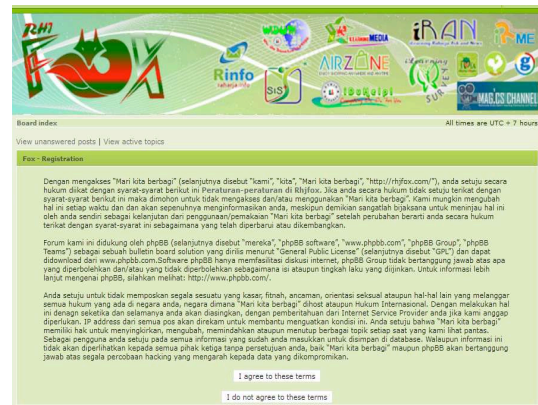 RHJ
FOX
Rinfo
raharja.info
SiS+
E-LEARNING MEDIA
AIRZONE
iBoReLSI
iRAN
iLearning
SURVEY
ME
iMAG.CS CHANNEL
Board index
All times are UTC + 7 hours
View unanswered posts | View active topics
Fox - Registration
Dengan mengakses "Mari kita berbagi" (selanjutnya disebut "kami", "kita", "Mari kita berbagi", "http://rhjfox.com/"), anda setuju secara
hukum diikat dengan syarat-syarat berikut ini Peraturan-peraturan di Rhjfox. Jika anda secara hukum tidak setuju terikat dengan
syarat-syarat berikut ini maka dimohon untuk tidak mengakses dan/atau menggunakan "Mari kita berbagi". Kami mungkin mengubah
hal ini setiap waktu dan dan akan sepenuhnya menginformasikan anda, meskipun demikian sangatlah bijaksana untuk meninjau hal ini
oleh anda sendiri sebagai kelanjutan dari penggunaan/pemakaian "Mari kita berbagi" setelah perubahan berarti anda secara hukum
terikat dengan syarat-syarat ini sebagaimana yang telah diperbarui atau dikembangkan.
Forum kami ini didukung oleh phpBB (selanjutnya disebut "mereka", "phpBB software", "www.phpbb.com", "phpBB Group", "phpBB
Teams") sebagai sebuah bulletin board solution yang dirilis menurut "General Public License" (selanjutnya disebut "GPL") dan dapat
didownload dari www.phpbb.com.Software phpBB hanya memfasilitasi diskusi internet, phpBB Group tidak bertanggung jawab atas apa
yang diperbolehkan dan/atau yang tidak diperbolehkan sebagaimana isi ataupun tingkah laku yang diijinkan. Untuk informasi lebih
lanjut mengenai phpBB, silahkan melihat: http://www.phpbb.com/.
Anda setuju untuk tidak memposkan segala sesuatu yang kasar, fitnah, ancaman, orientasi seksual ataupun hal-hal lain yang melanggar
semua hukum yang ada di negara anda, negara dimana "Mari kita berbagi" dihost ataupun Hukum Internasional. Dengan melakukan hal
ini denagn seketika dan selamanya anda akan diasingkan, dengan pemberitahuan dari Internet Service Provider anda jika kami anggap
diperlukan. IP address dari semua pos akan direkam untuk membantu menguatkan kondisi ini. Anda setuju bahwa "Mari kita berbagi"
memiliki hak untuk menyingkirkan, mengubah, memindahkan ataupun menutup berbagai topik setiap saat yang kami lihat pantas.
Sebagai pengguna anda setuju pada semua informasi yang sudah anda masukkan untuk disimpan di database. Walaupun informasi ini
tidak akan diperlihatkan kepada semua pihak ketiga tanpa persetujuan anda, baik "Mari kita berbagi" maupun phpBB akan bertanggung
jawab atas segala percobaan hacking yang mengarah kepada data yang dikompromikan.
I agree to these terms
I do not agree to these terms